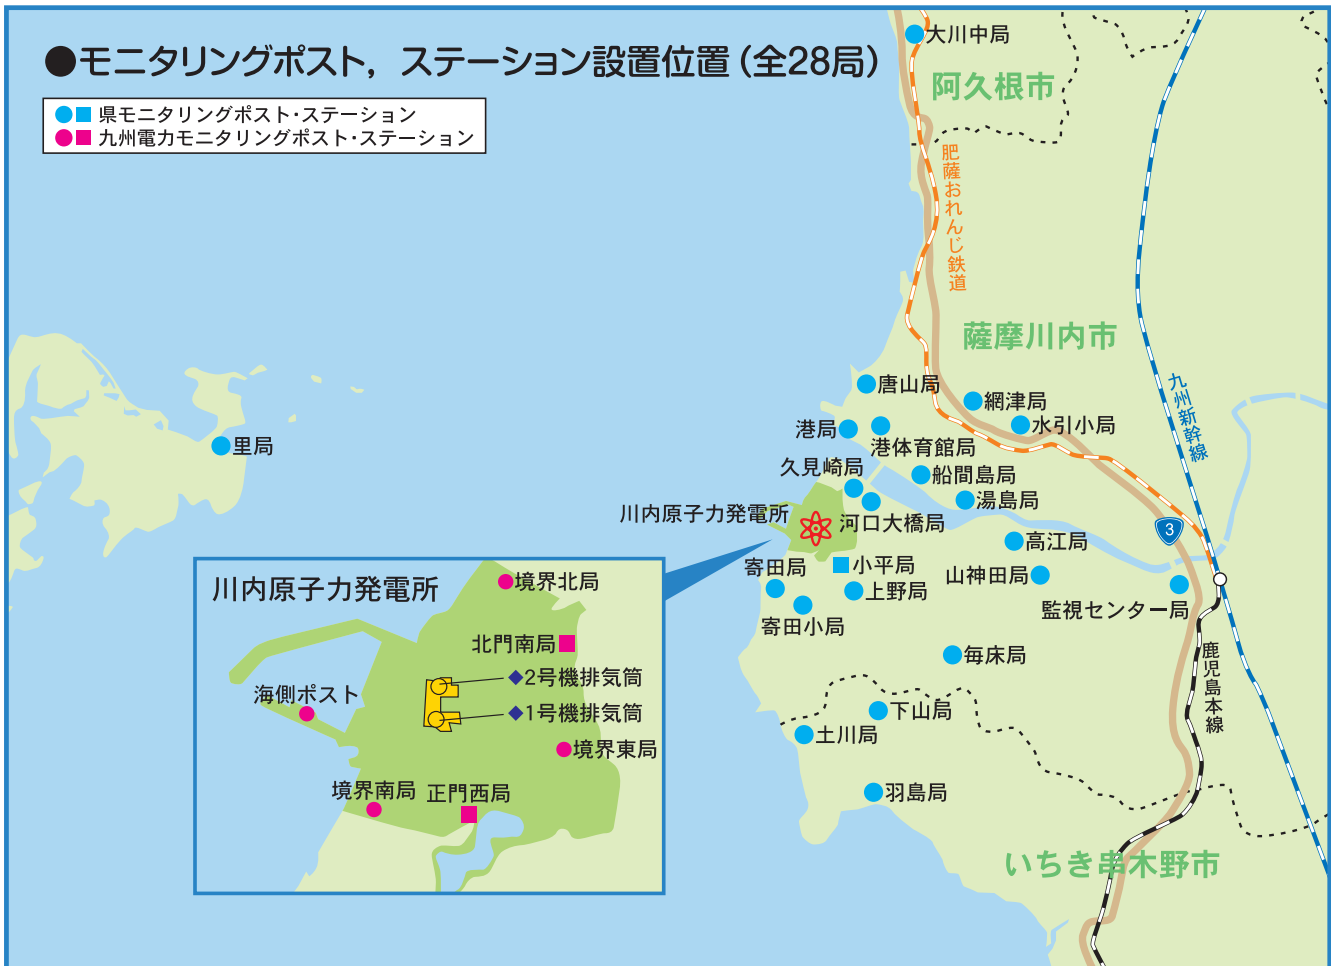 ●モニタリングポスト，ステーション設置位置（全28局）
県モニタリングポスト・ステーション
九州電力モニタリングポスト・ステーション
大川中局
阿久根市
肥薩おれんじ鉄道
薩摩川内市
唐山局
網津局
九州新幹線
港局
水引小局
港体育館局
里局
久見崎局
船間島局
湯島局
川内原子力発電所
河口大橋局
3
高江局
寄田局
小平局
山神田局
上野局
監視センター局
寄田小局
毎床局
鹿児島本線
下山局
土川局
羽島局
いちき串木野市
川内原子力発電所
境界北局
北門南局
2号機排気筒
海側ポスト
1号機排気筒
境界東局
境界南局
正門西局